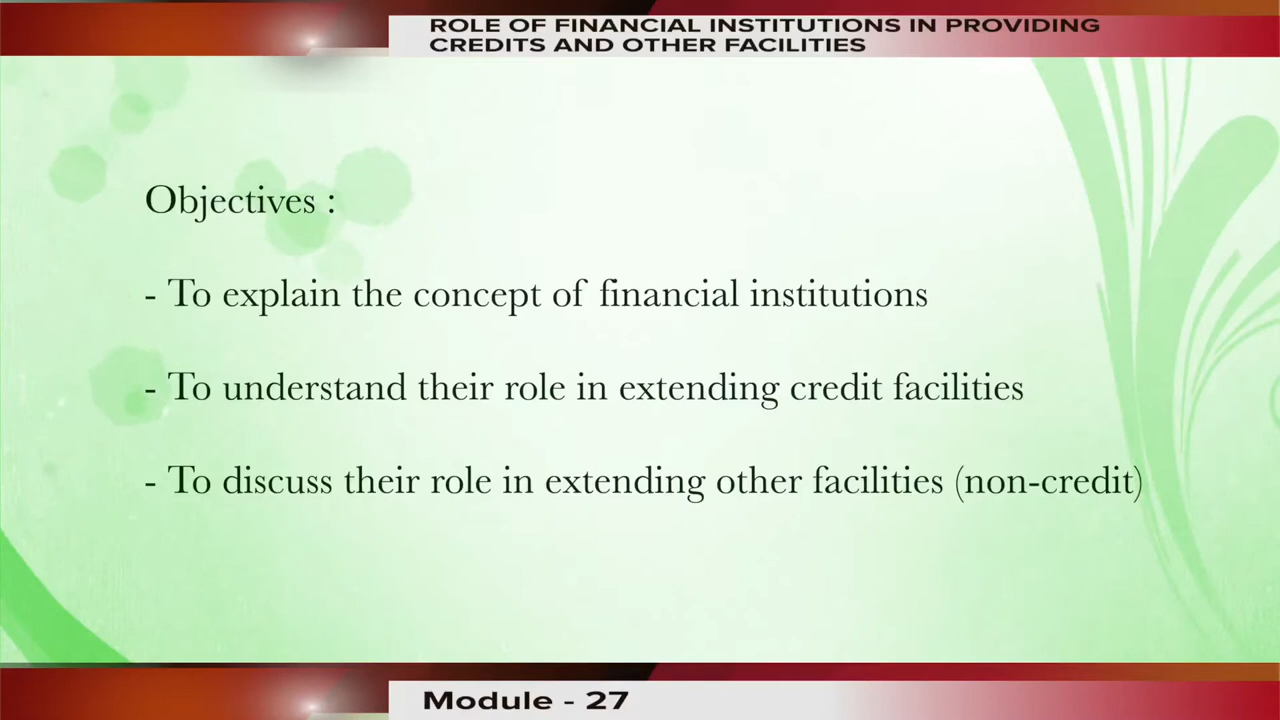 ROLE OF FINANCIAL INSTITUTIONS IN PROVIDING
CREDITS AND OTHER FACILITIES
Objectives :
- To explain the concept of financial institutions
- To understand their role in extending credit facilities
- To discuss their role in extending other facilities (non-credit)
Module - 27